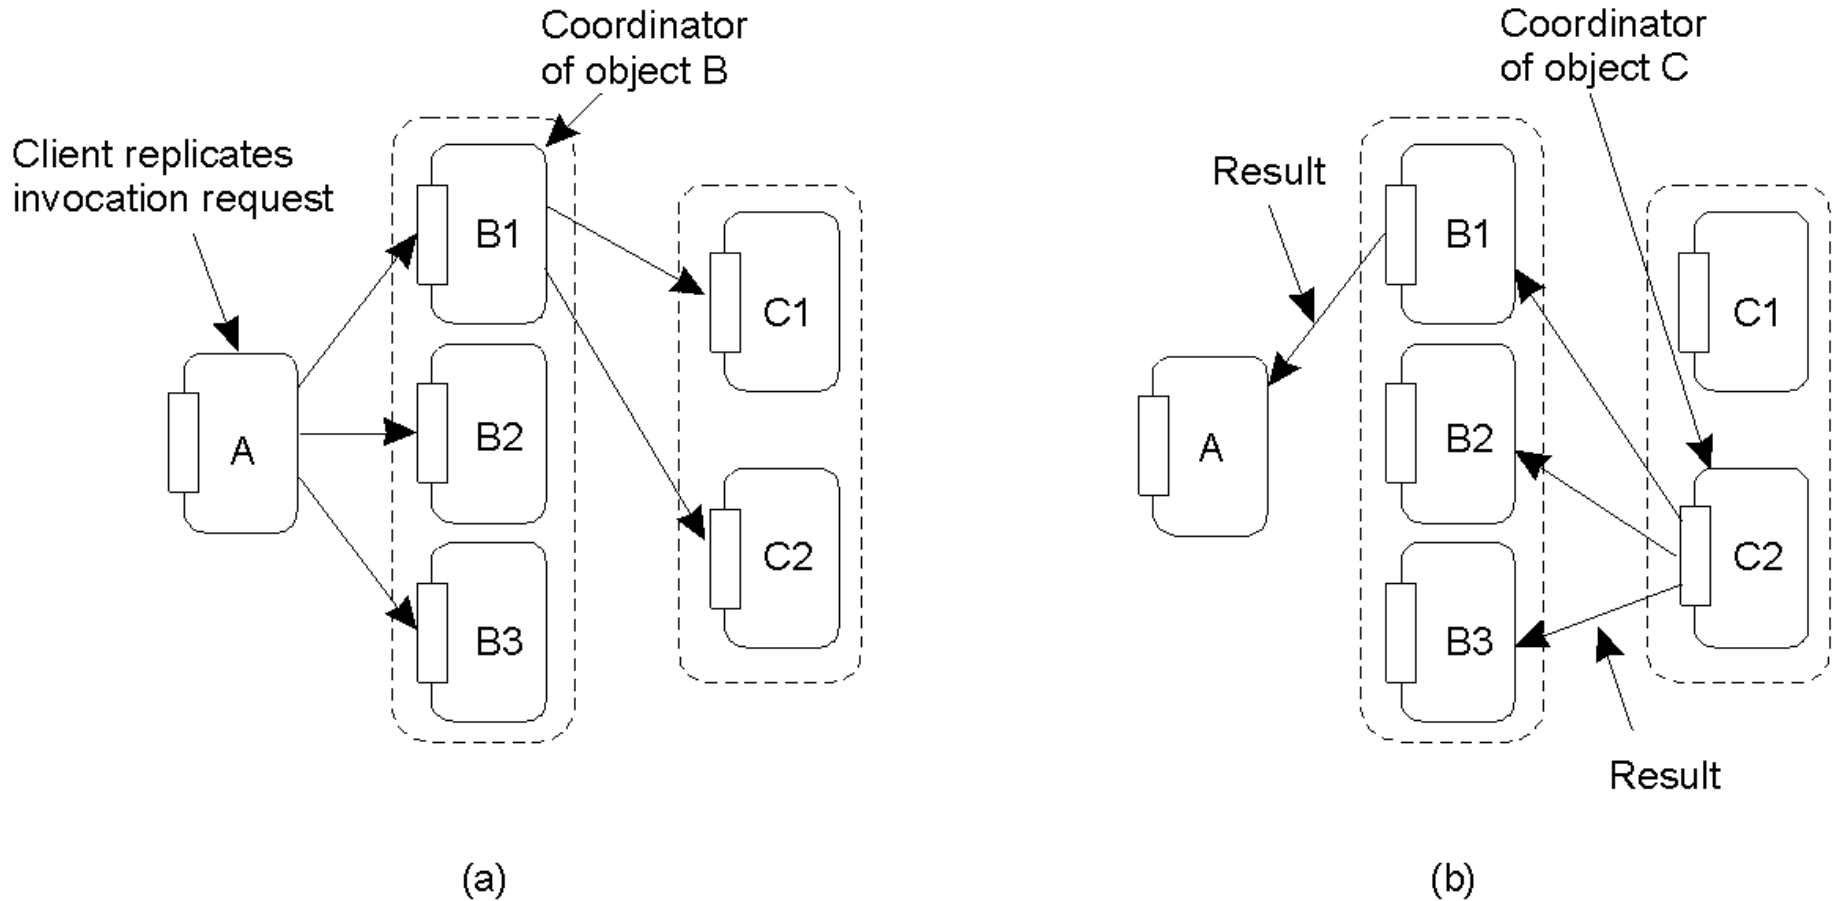 Coordinator
of object B
Client replicates
invocation request
A
B1
B2
B3
C1
C2
(a)
Coordinator
of object C
Result
A
B1
B2
B3
C1
C2
Result
(b)